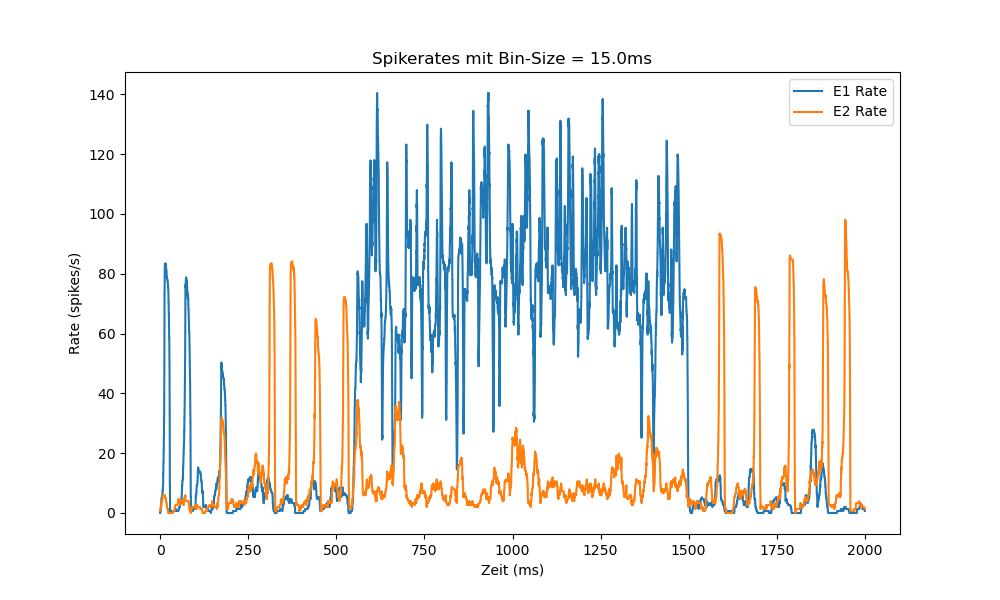 Spikerates mit Bin-Size = 15.0ms
E1 Rate
E2 Rate
Rate (spikes/s)
140
120
100
80
60
40
20
0
0 250 500 750 1000 1250 1500 1750 2000
Zeit (ms)